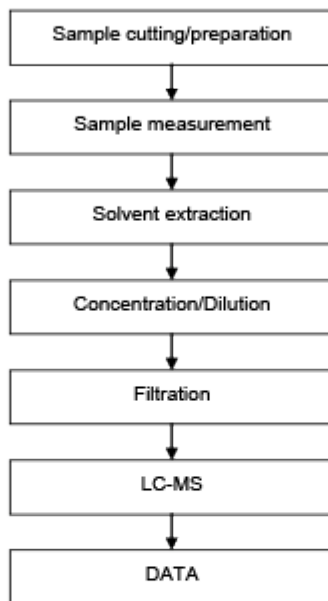 Sample cutting/preparation
Sample measurement
Solvent extraction
Concentration/Dilution
Filtration
LC-MS
DATA